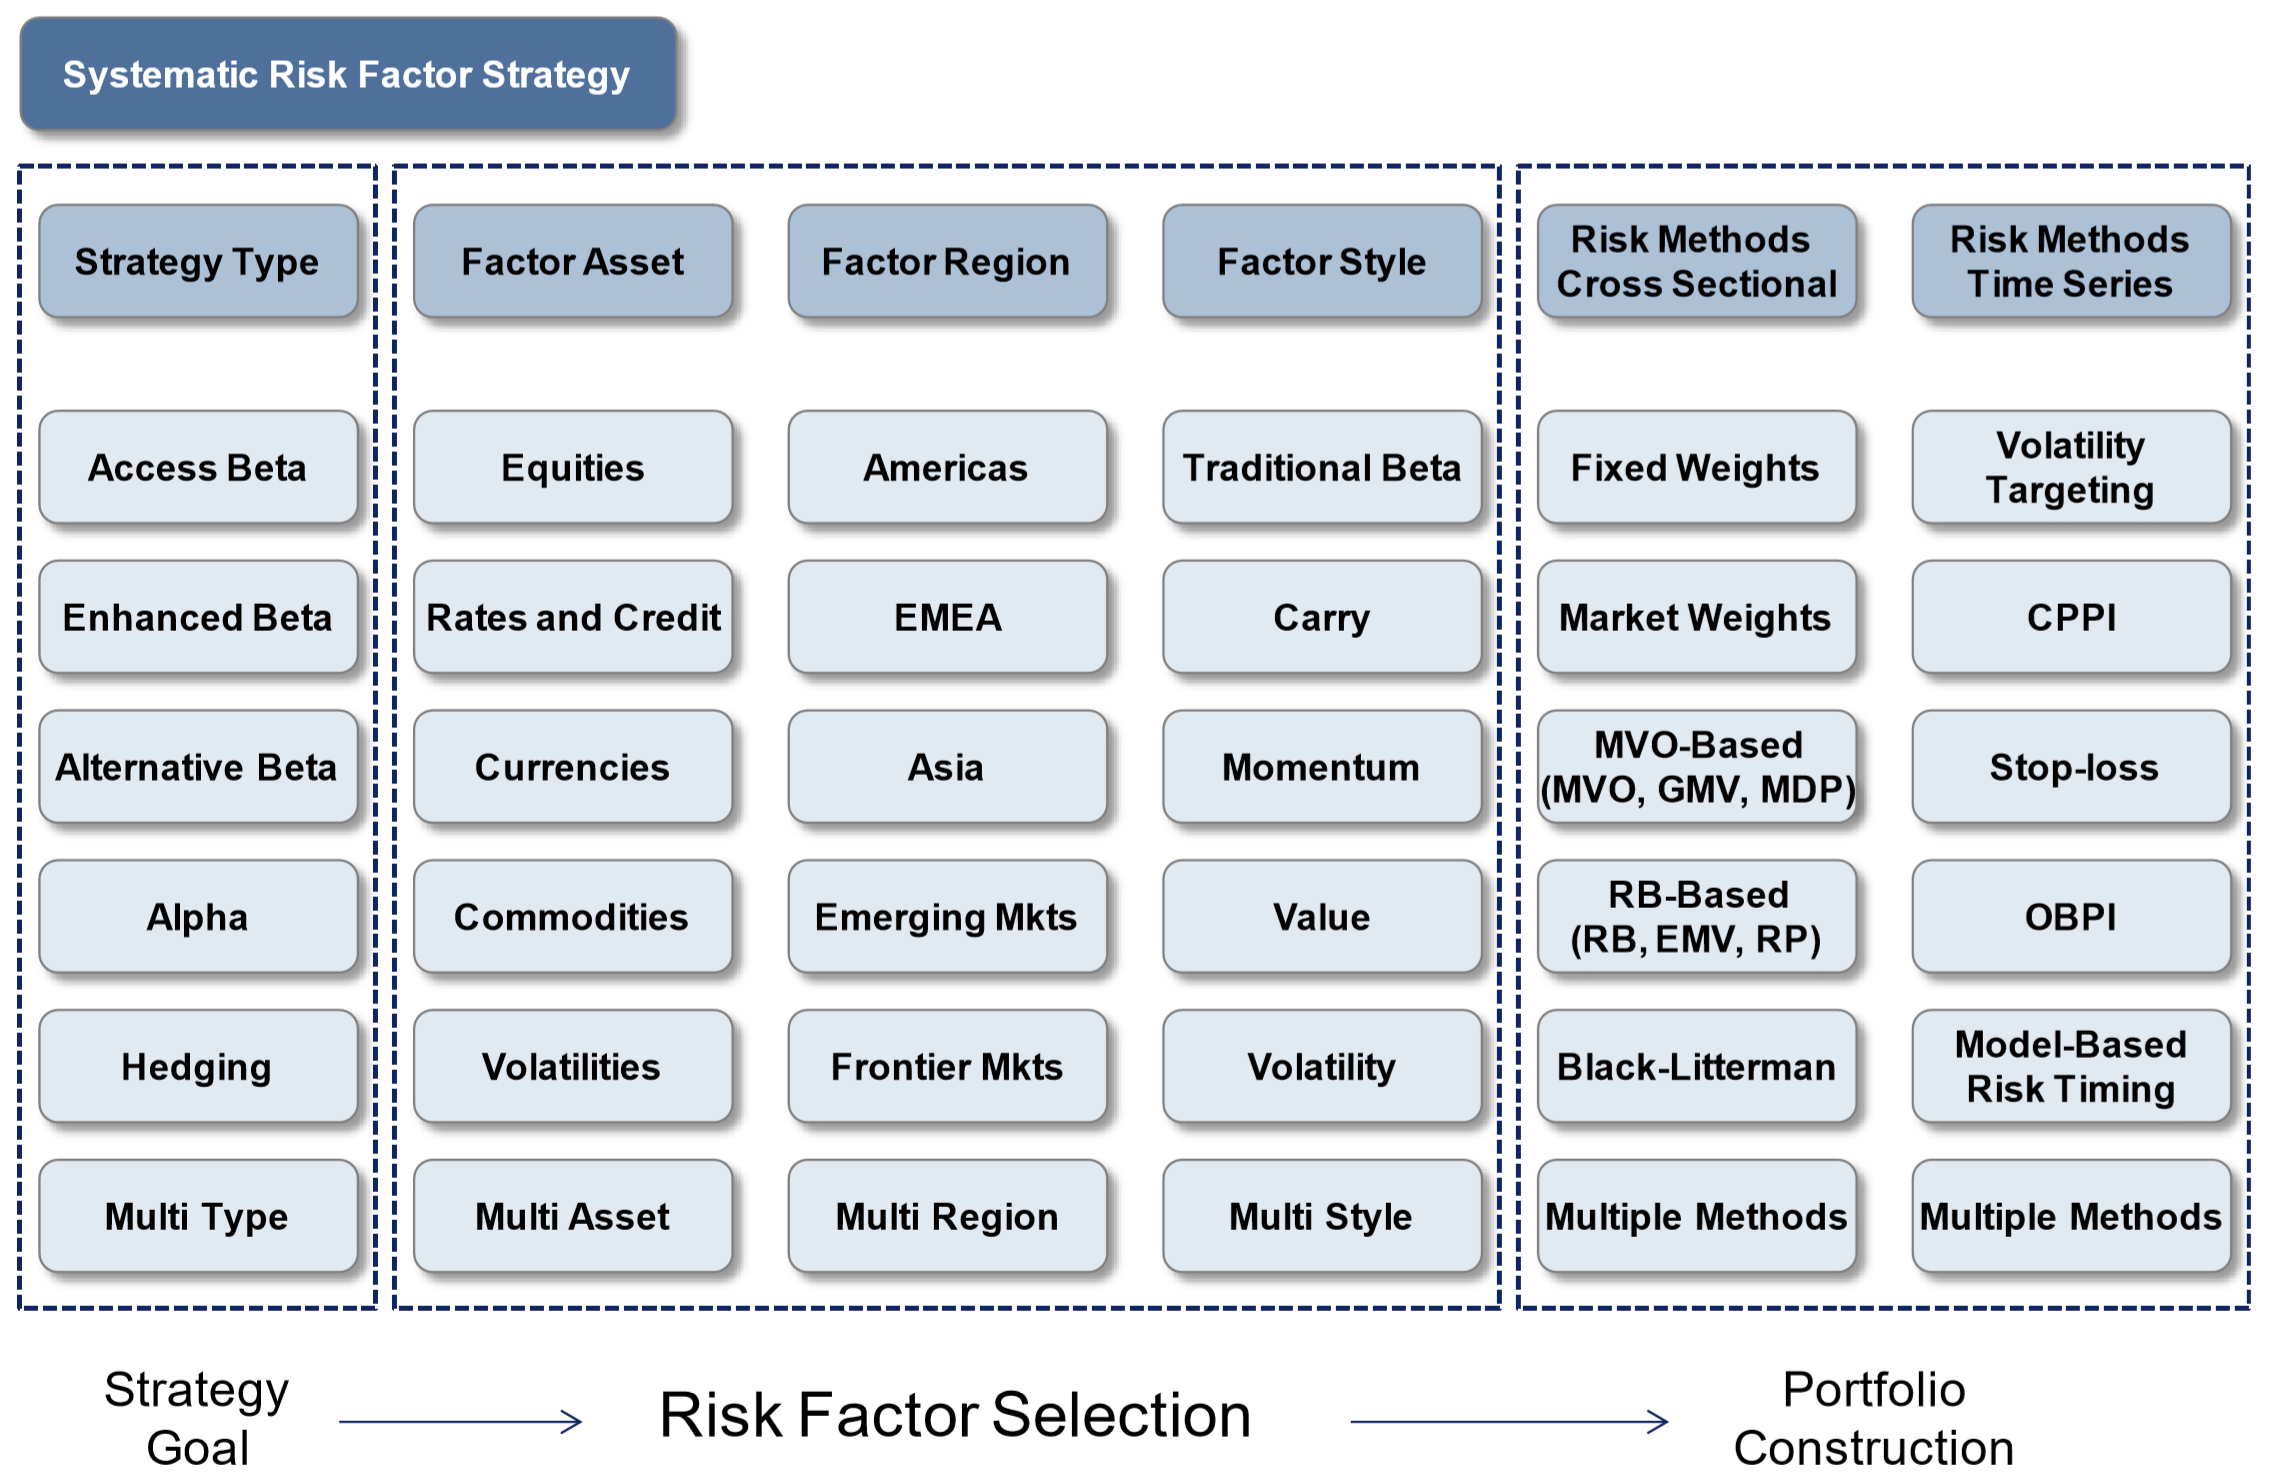 Systematic Risk Factor Strategy
Strategy Type
Factor Asset
Factor Region
Factor Style
Risk Methods
Cross Sectional
Risk Methods
Time Series
Access Beta
Equities
Americas
Traditional Beta
Fixed Weights
Volatility
Targeting
Enhanced Beta
Rates and Credit
EMEA
Carry
Market Weights
CPPI
Alternative Beta
Currencies
Asia
Momentum
MVO-Based
(MVO, GMV, MDP)
Stop-loss
Alpha
Commodities
Emerging Mkts
Value
RB-Based
(RB, EMV, RP)
OBPI
Hedging
Volatilities
Frontier Mkts
Volatility
Black-Litterman
Model-Based
Risk Timing
Multi Type
Multi Asset
Multi Region
Multi Style
Multiple Methods
Multiple Methods
Strategy
Goal
Risk Factor Selection
Portfolio
Construction